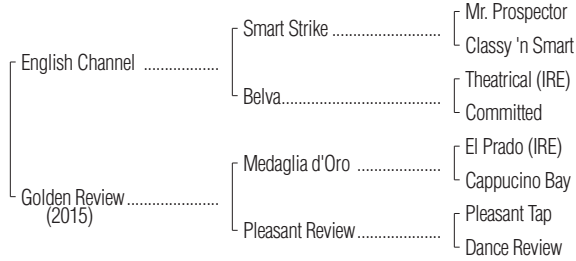 Mr. Prospector
Smart Strike
Classy 'n Smart
English Channel
Theatrical (IRE)
Belva
Committed
El Prado (IRE)
Medaglia d'Oro
Cappucino Bay
Golden Review
(2015)
Pleasant Tap
Pleasant Review
Dance Review